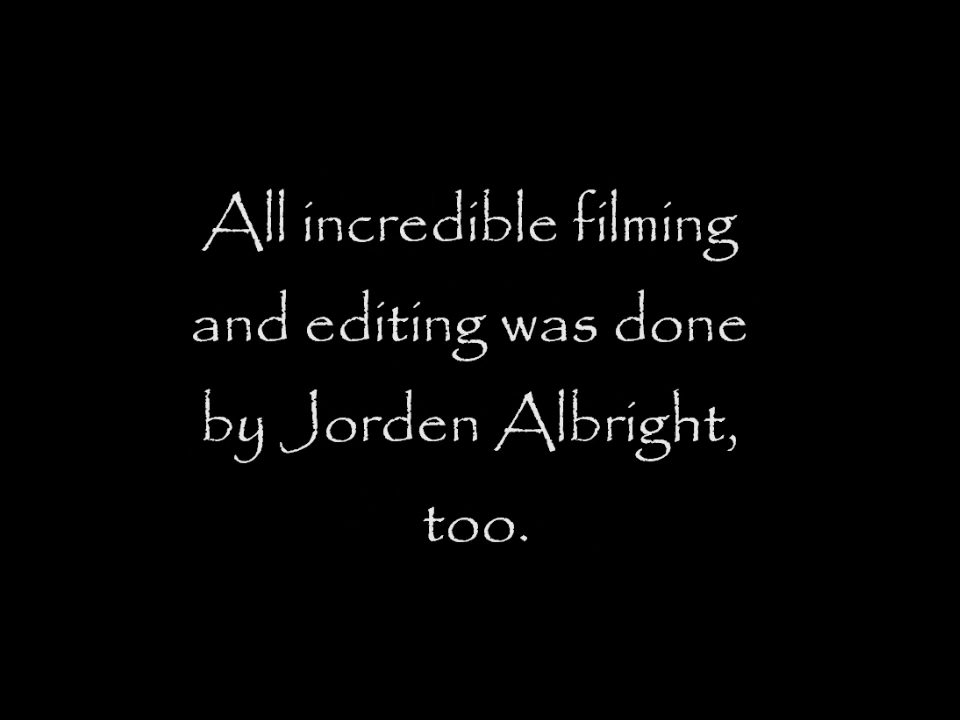 All incredible filming
and editing was done
by Jorden Albright,
too.